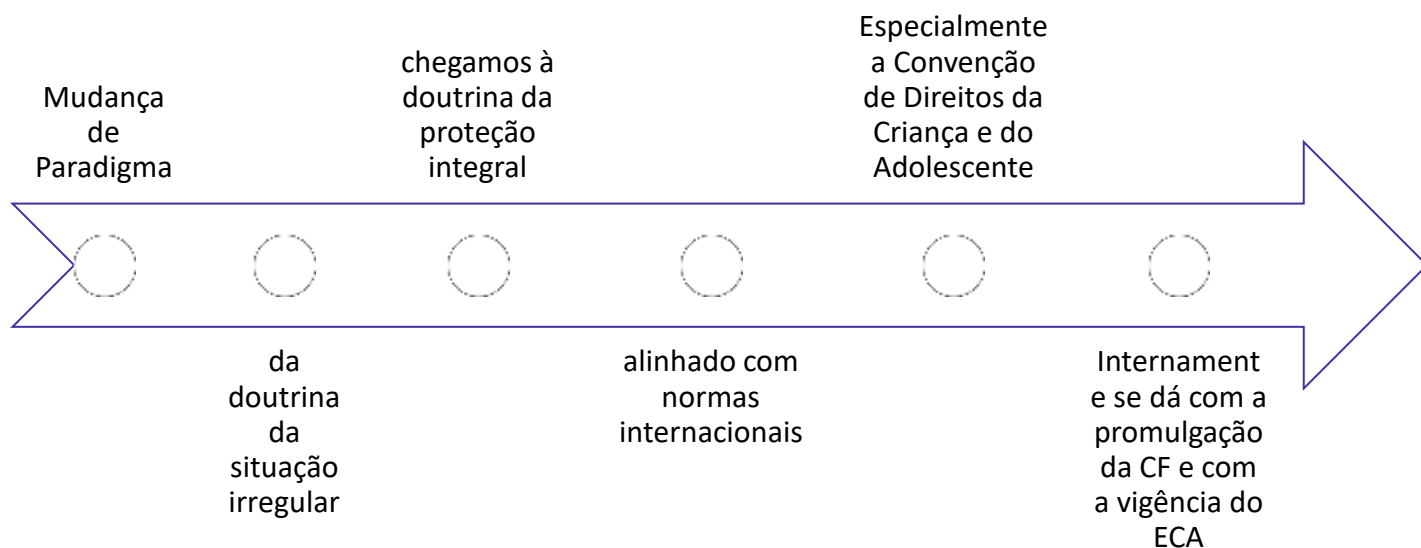 Mudança
de
Paradigma
da
doutrina
da
situação
irregular
chegamos à
doutrina da
proteção
integral
alinhado com
normas
internacionais
Especialmente
a Convenção
de Direitos da
Criança e do
Adolescente
Internament
e se dá com a
promulgação
da CF e com
a vigência do
ECA